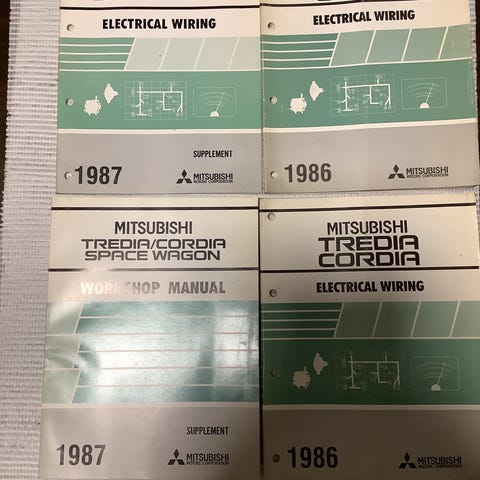 ELECTRICAL WIRING
SUPPLEMENT
1987
MITSUBISHI
MOTORS CORPORATION
ELECTRICAL WIRING
1986
MITSUBISHI
MOTORS CORPORATION
MITSUBISHI
TREDIA/CORDIA
SPACE WAGON
WORKSHOP MANUAL
SUPPLEMENT
1987
MITSUBISHI
MOTORS CORPORATION
MITSUBISHI
TREDIA
CORDIA
ELECTRICAL WIRING
1986
MITSUBISHI
MOTORS CORPORATION